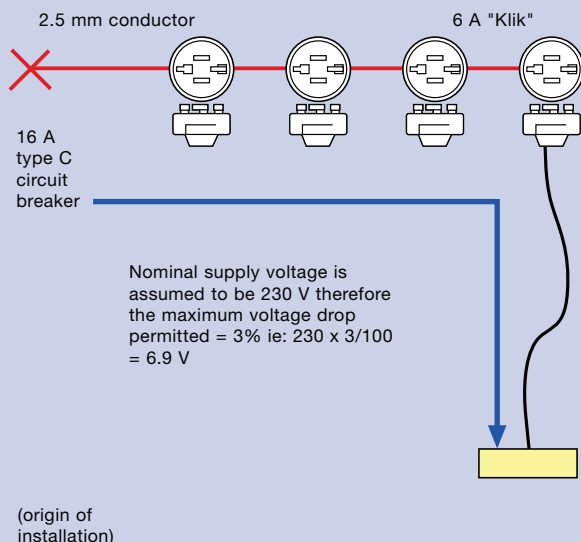 2.5 mm conductor
6 A "Klik"
16 A
type C
circuit
breaker
Nominal supply voltage is
assumed to be 230 V therefore
the maximum voltage drop
permitted = 3% ie: 230 x 3/100
= 6.9 V
(origin of
installation)